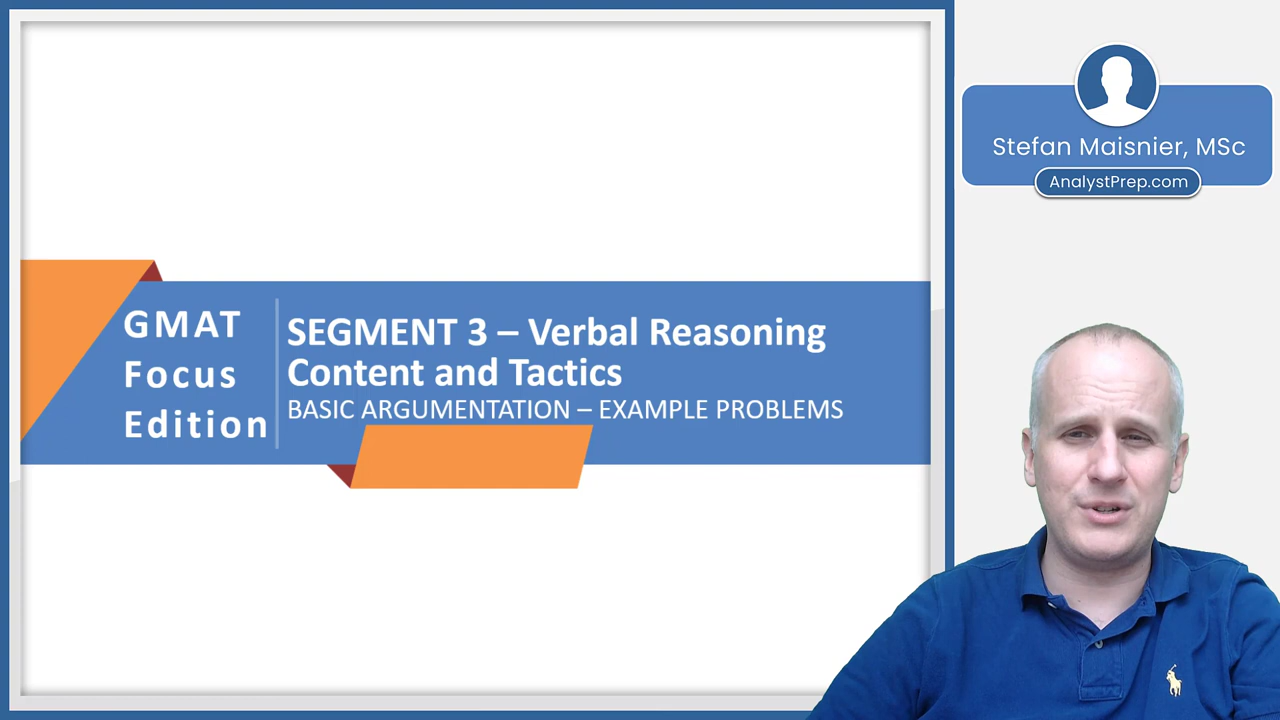 GMAT
Focus
Edition
SEGMENT 3 – Verbal Reasoning
Content and Tactics
BASIC ARGUMENTATION – EXAMPLE PROBLEMS
Stefan Maisnier, MSc
AnalystPrep.com